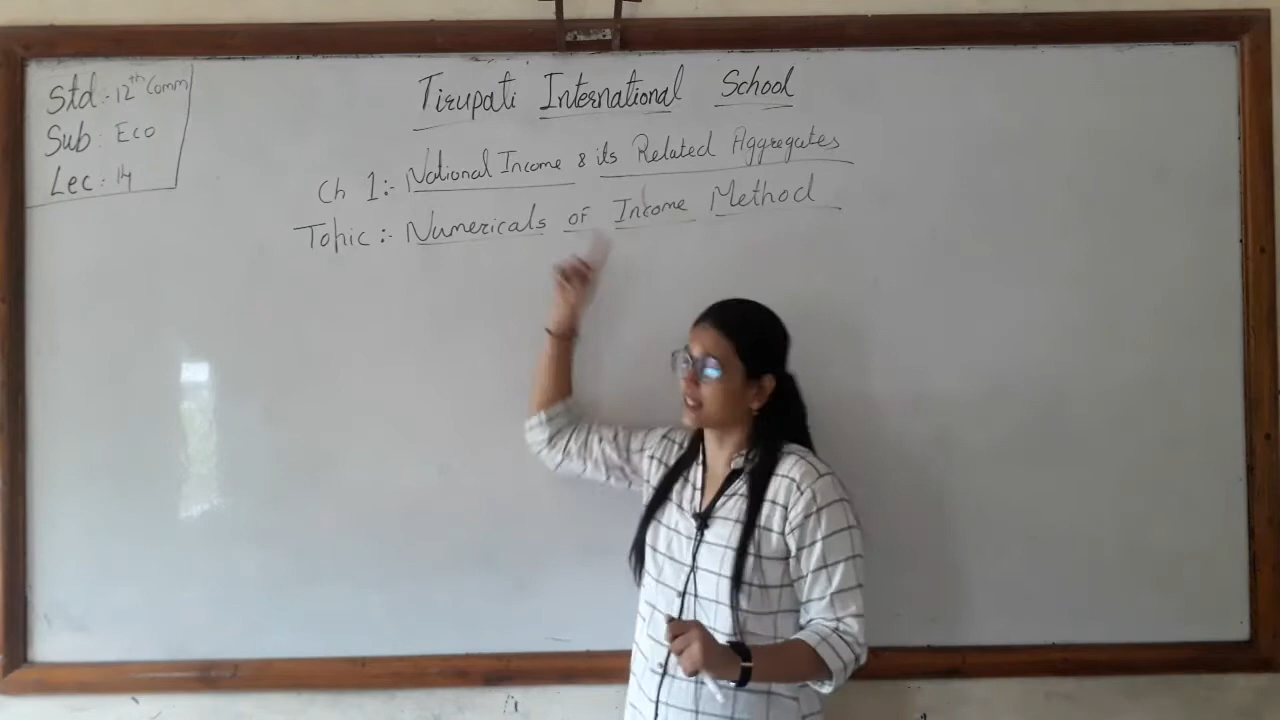 Std :- 12th Comm
Sub : Eco
Lec : 14
Tirupati International School
Ch 1:- National Income & its Related Aggregates
Topic :- Numericals of Income Method